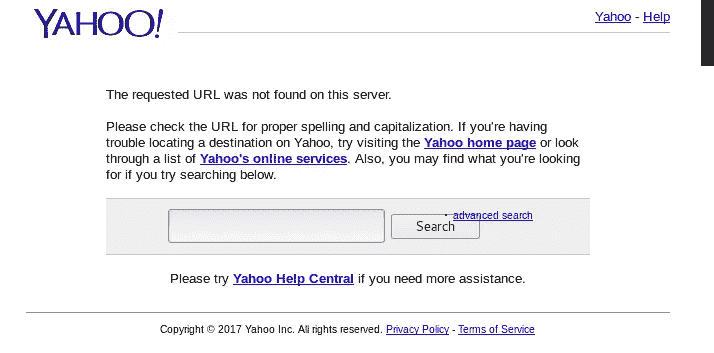 YAHOO!
Yahoo - Help
The requested URL was not found on this server.
Please check the URL for proper spelling and capitalization. If you're having
trouble locating a destination on Yahoo, try visiting the Yahoo home page or look
through a list of Yahoo's online services. Also, you may find what you're looking
for if you try searching below.
Search
• advanced search
Please try Yahoo Help Central if you need more assistance.
Copyright © 2017 Yahoo Inc. All rights reserved. Privacy Policy - Terms of Service